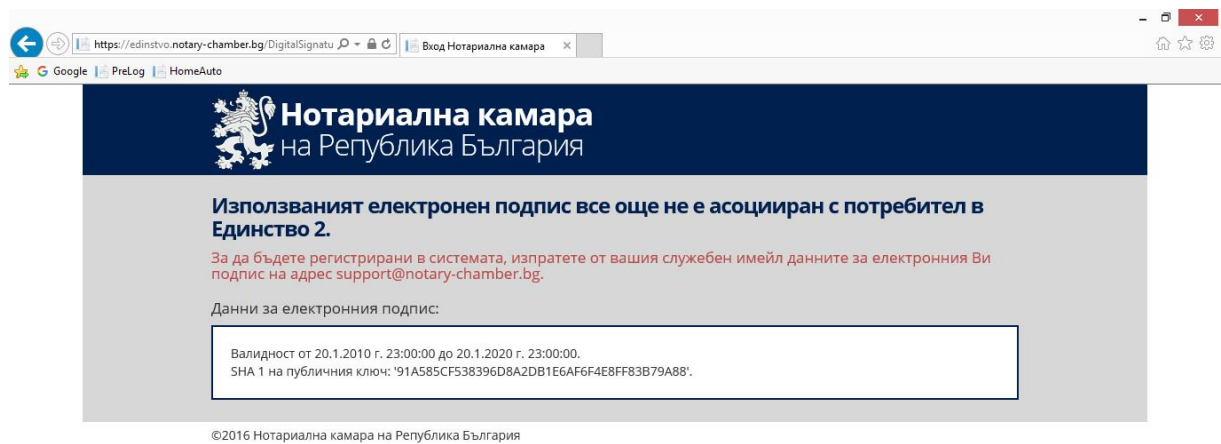 https://edinstvo.notary-chamber.bg/DigitalSignatu
Вход Нотариална камара
Google PreLog HomeAuto
Нотариална камара
на Република България
Използваният електронен подпис все още не е асоцииран с потребител в
Единство 2.
За да бъдете регистрирани в системата, изпратете от вашия служебен имейл данните за електронния Ви
подпис на адрес support@notary-chamber.bg.
Данни за електронния подпис:
Валидност от 20.1.2010 г. 23:00:00 до 20.1.2020 г. 23:00:00.
SHA 1 на публичния ключ: '91A585CF538396D8A2DB1E6AF6F4E8FF83B79A88'.
©2016 Нотариална камара на Република България